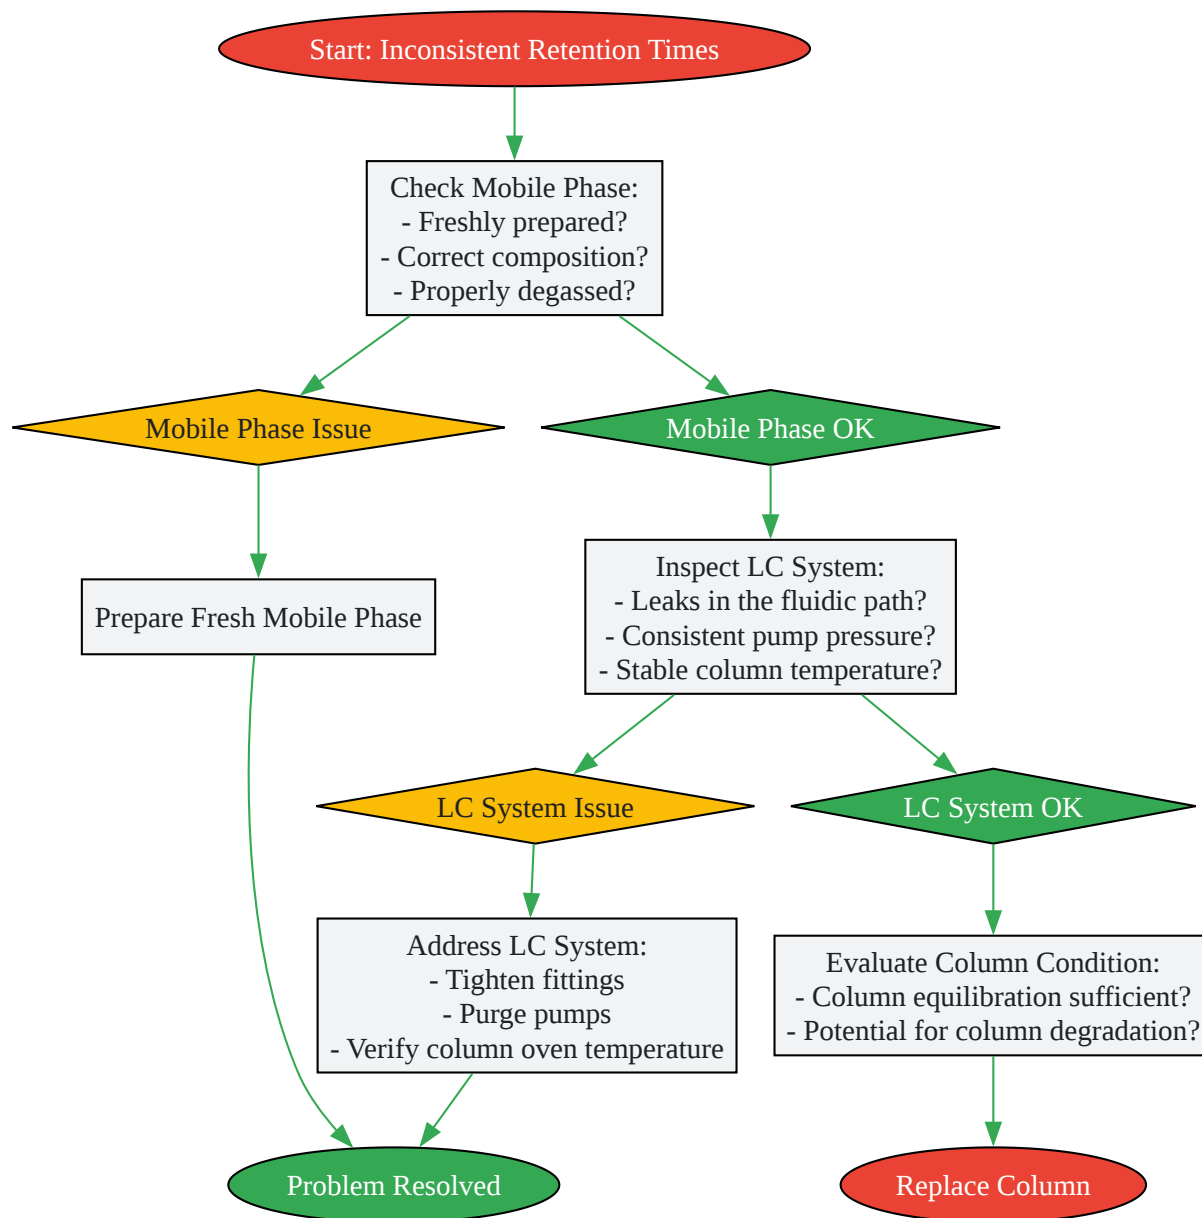 Start: Inconsistent Retention Times
Check Mobile Phase:
- Freshly prepared?
- Correct composition?
- Properly degassed?
Mobile Phase Issue
Mobile Phase OK
Prepare Fresh Mobile Phase
Inspect LC System:
- Leaks in the fluidic path?
- Consistent pump pressure?
- Stable column temperature?
LC System Issue
LC System OK
Address LC System:
- Tighten fittings
- Purge pumps
- Verify column oven temperature
Evaluate Column Condition:
- Column equilibration sufficient?
- Potential for column degradation?
Problem Resolved
Replace Column